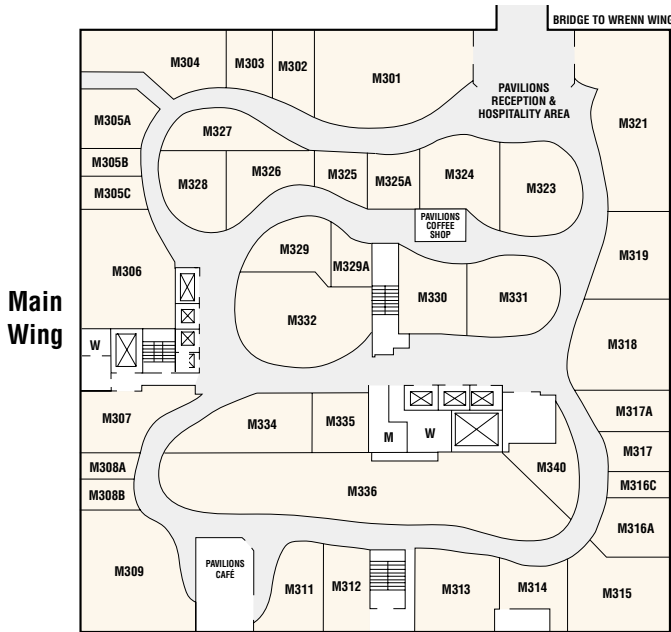 BRIDGE TO WRENN WING
M304
M303
M302
M301
PAVILIONS
RECEPTION &
HOSPITALITY AREA
M321
M305A
M327
M305B
M305C
M328
M326
M325
M325A
M324
M323
PAVILIONS
COFFEE
SHOP
M306
M329
M329A
M319
Main
Wing
M332
M330
M331
W
M318
M307
M334
M335
M
W
M317A
M317
M308A
M308B
M336
M340
M316C
M316A
M309
PAVILIONS
CAFÉ
M311
M312
M313
M314
M315